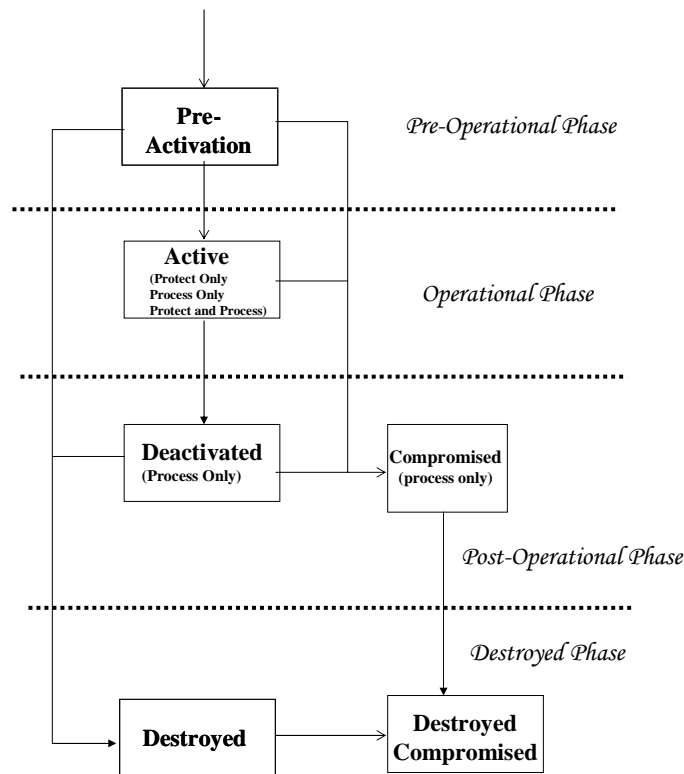 Pre-
Activation
Pre-Operational Phase
Active
(Protect Only
Process Only
Protect and Process)
Operational Phase
Deactivated
(Process Only)
Compromised
(process only)
Post-Operational Phase
Destroyed Phase
Destroyed
Destroyed
Compromised